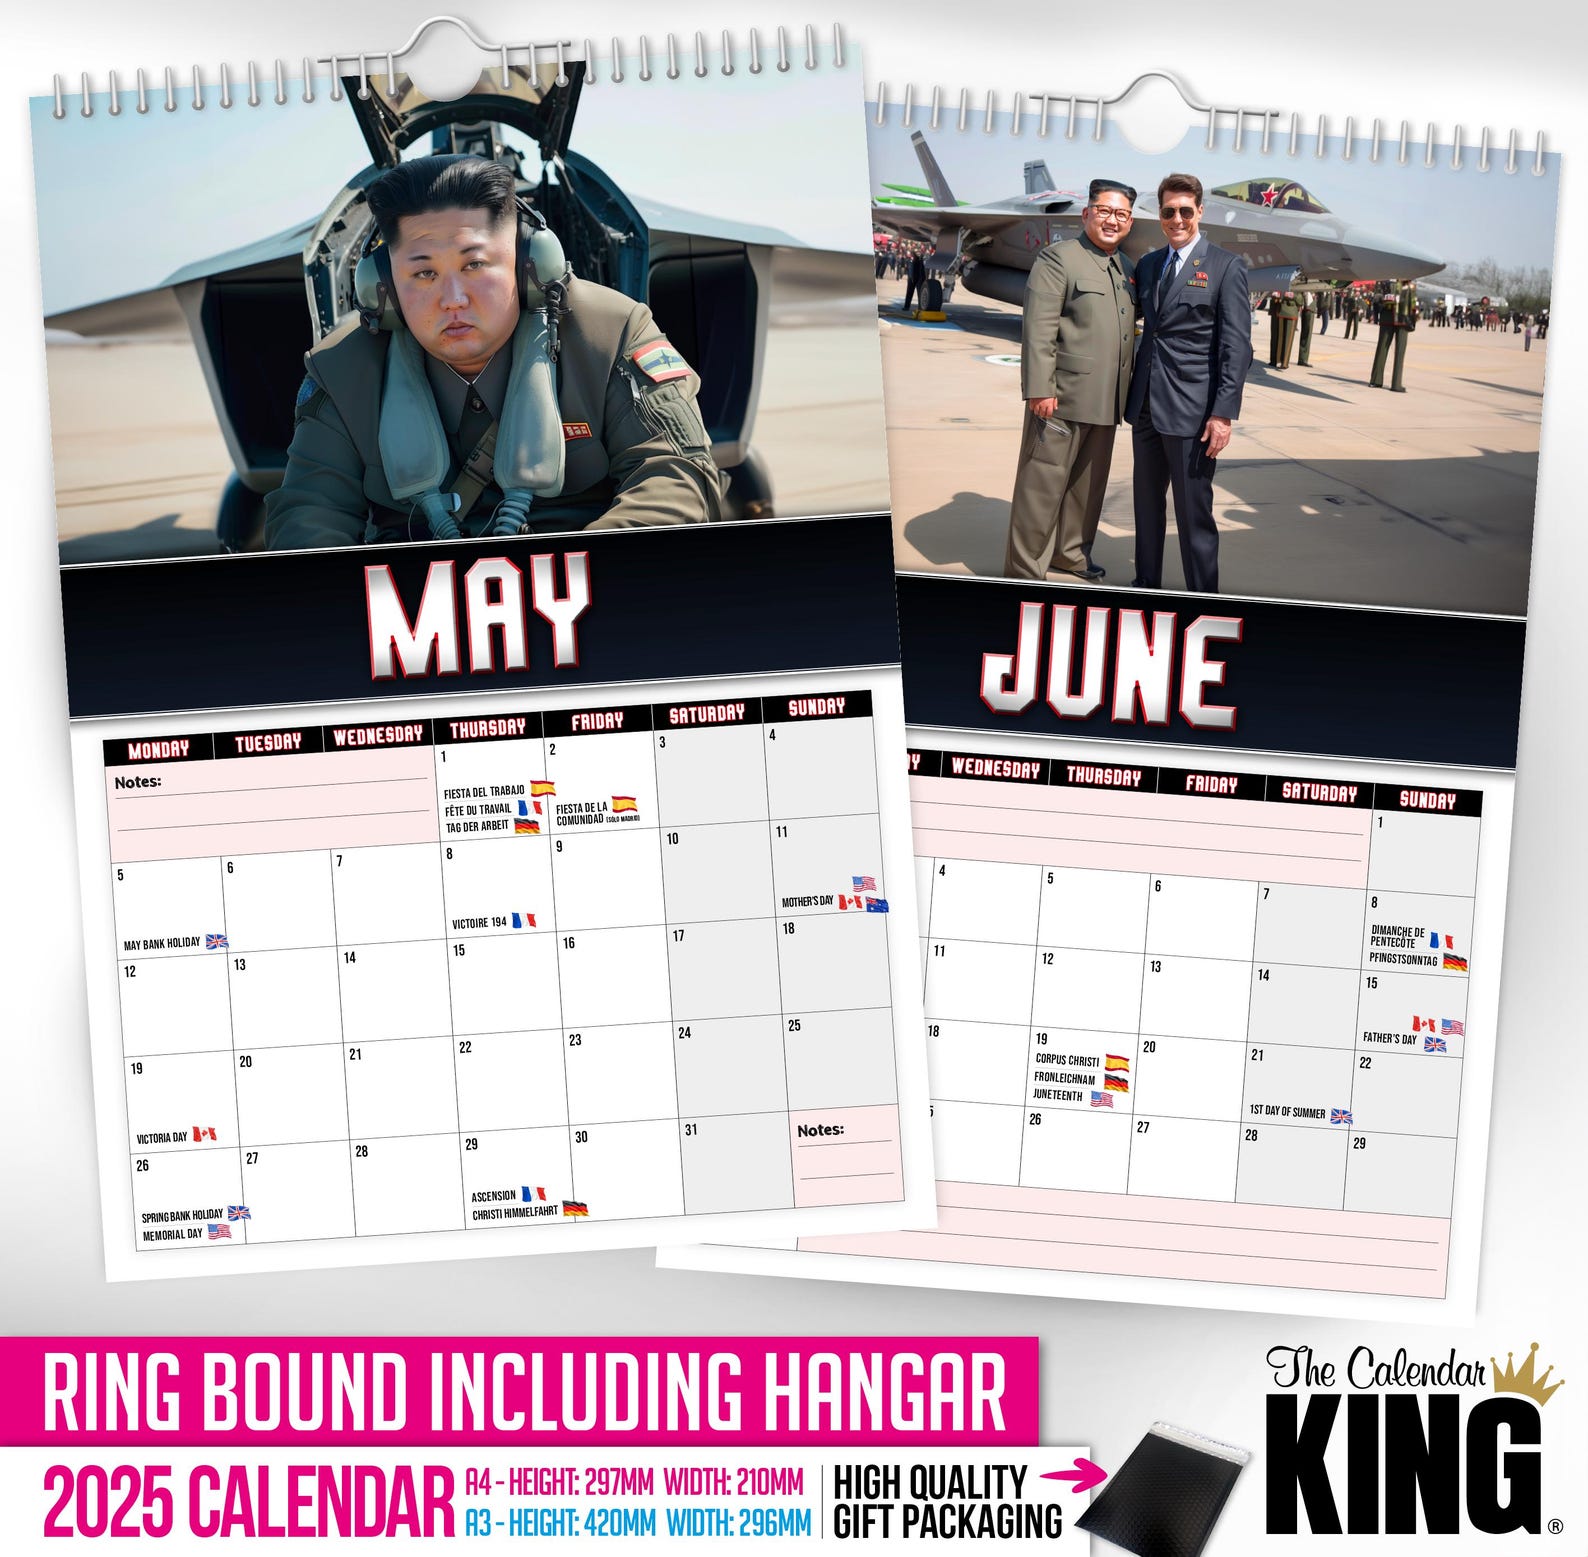 MAY
MONDAY TUESDAY WEDNESDAY THURSDAY FRIDAY SATURDAY SUNDAY
Notes:
1 2 3 4
FIESTA DEL TRABAJO
FÊTE DU TRAVAIL
TAG DER ARBEIT
FIESTA DE LA
COMUNIDAD (SÓLO MADRID)
5 6 7 8 9 10 11
MAY BANK HOLIDAY
VICTOIRE 194
MOTHER'S DAY
12 13 14 15 16 17 18
19 20 21 22 23 24 25
VICTORIA DAY
26 27 28 29 30 31
Notes:
SPRING BANK HOLIDAY
MEMORIAL DAY
ASCENSION
CHRISTI HIMMELFAHRT
JUNE
Y WEDNESDAY THURSDAY FRIDAY SATURDAY SUNDAY
1
4 5 6 7 8
DIMANCHE DE
PENTECÔTE
PFINGSTSONNTAG
11 12 13 14 15
FATHER'S DAY
18 19 20 21 22
CORPUS CHRISTI
FRONLEICHNAM
JUNETEENTH
1ST DAY OF SUMMER
26 27 28 29
RING BOUND INCLUDING HANGAR
2025 CALENDAR
A4 - HEIGHT: 297MM WIDTH: 210MM
A3 - HEIGHT: 420MM WIDTH: 296MM
HIGH QUALITY
GIFT PACKAGING
The Calendar
KING®